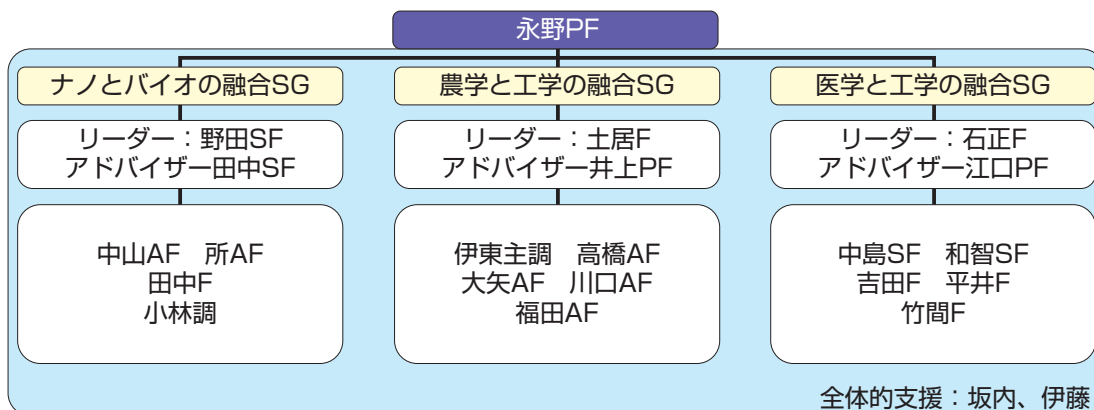 永野PF
ナノとバイオの融合SG
リーダー：野田SF
アドバイザー田中SF
中山AF　所AF
田中F
小林調
農学と工学の融合SG
リーダー：土居F
アドバイザー井上PF
伊東主調　高橋AF
大矢AF　川口AF
福田AF
医学と工学の融合SG
リーダー：石正F
アドバイザー江口PF
中島SF　和智SF
吉田F　平井F
竹間F
全体的支援：坂内、伊藤